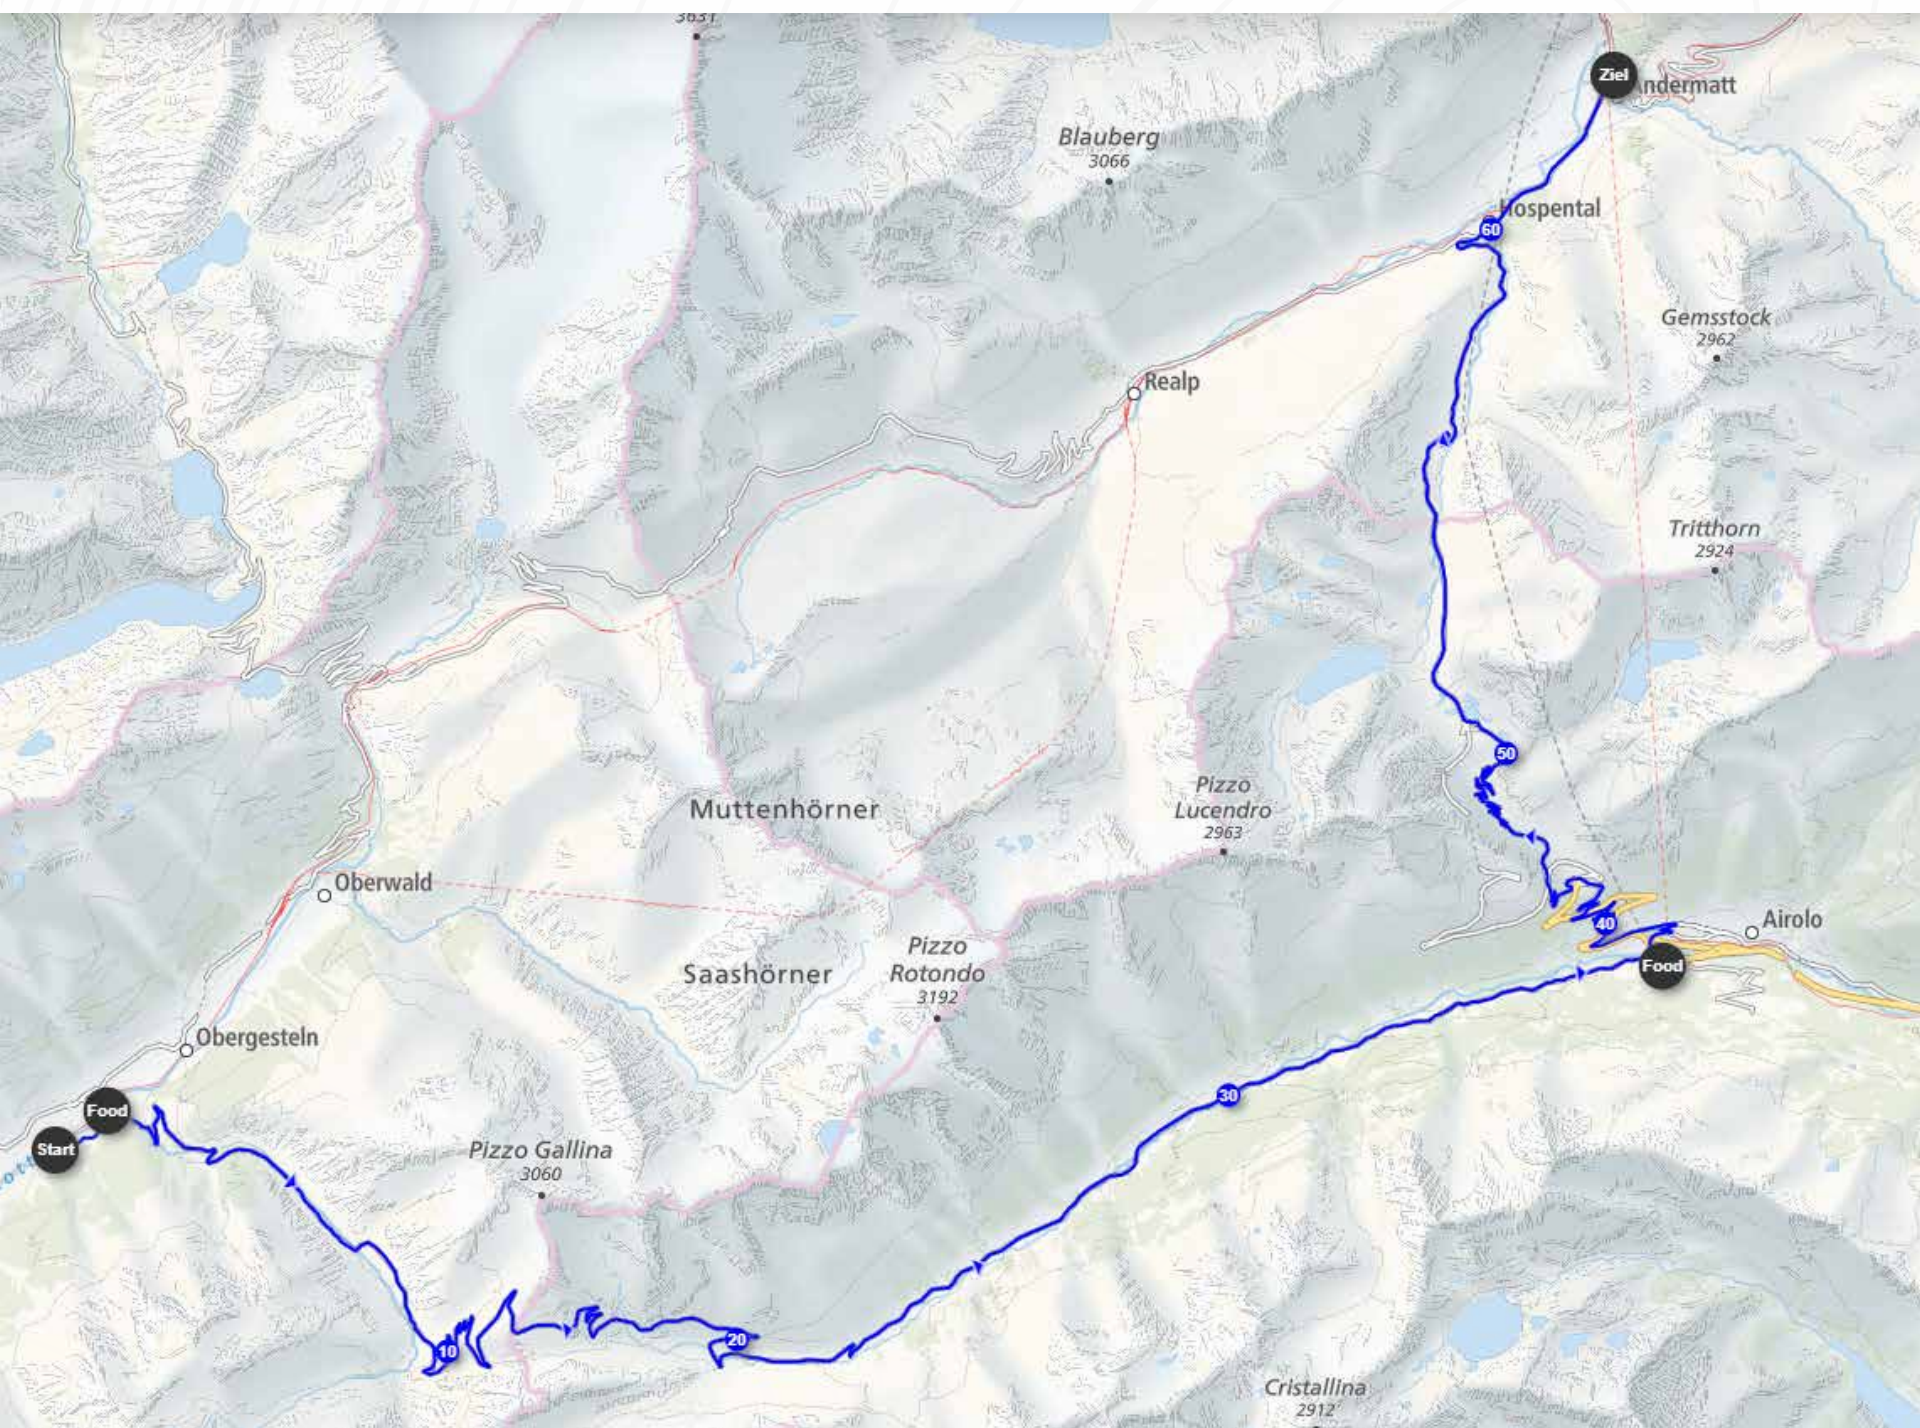 3631
Ziel
Andermatt
Blauberg
3066
Hospental
60
Gemsstock
2962
Realp
Tritthorn
2924
50
Pizzo
Lucendro
2963
Muttenhörner
Oberwald
Airolo
40
Pizzo
Rotondo
3192
Saashörner
Food
Obergesteln
30
Food
Start
Pizzo Gallina
3060
20
10
Cristallina
2912